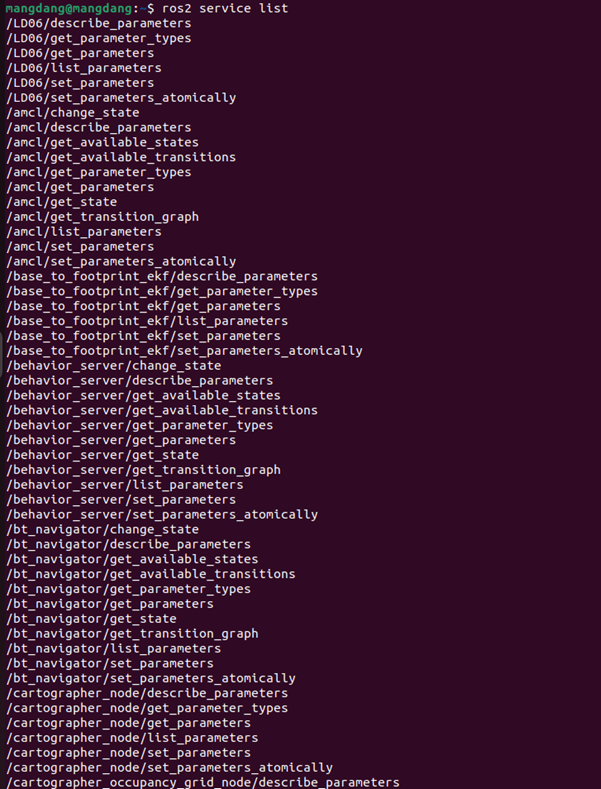 mangdang@mangdang:~$ ros2 service list
/LD06/describe_parameters
/LD06/get_parameter_types
/LD06/get_parameters
/LD06/list_parameters
/LD06/set_parameters
/LD06/set_parameters_atomically
/amcl/change_state
/amcl/describe_parameters
/amcl/get_available_states
/amcl/get_available_transitions
/amcl/get_parameter_types
/amcl/get_parameters
/amcl/get_state
/amcl/get_transition_graph
/amcl/list_parameters
/amcl/set_parameters
/amcl/set_parameters_atomically
/base_to_footprint_ekf/describe_parameters
/base_to_footprint_ekf/get_parameter_types
/base_to_footprint_ekf/get_parameters
/base_to_footprint_ekf/list_parameters
/base_to_footprint_ekf/set_parameters
/base_to_footprint_ekf/set_parameters_atomically
/behavior_server/change_state
/behavior_server/describe_parameters
/behavior_server/get_available_states
/behavior_server/get_available_transitions
/behavior_server/get_parameter_types
/behavior_server/get_parameters
/behavior_server/get_state
/behavior_server/get_transition_graph
/behavior_server/list_parameters
/behavior_server/set_parameters
/behavior_server/set_parameters_atomically
/bt_navigator/change_state
/bt_navigator/describe_parameters
/bt_navigator/get_available_states
/bt_navigator/get_available_transitions
/bt_navigator/get_parameter_types
/bt_navigator/get_parameters
/bt_navigator/get_state
/bt_navigator/get_transition_graph
/bt_navigator/list_parameters
/bt_navigator/set_parameters
/bt_navigator/set_parameters_atomically
/cartographer_node/describe_parameters
/cartographer_node/get_parameter_types
/cartographer_node/get_parameters
/cartographer_node/list_parameters
/cartographer_node/set_parameters
/cartographer_node/set_parameters_atomically
/cartographer_occupancy_grid_node/describe_parameters